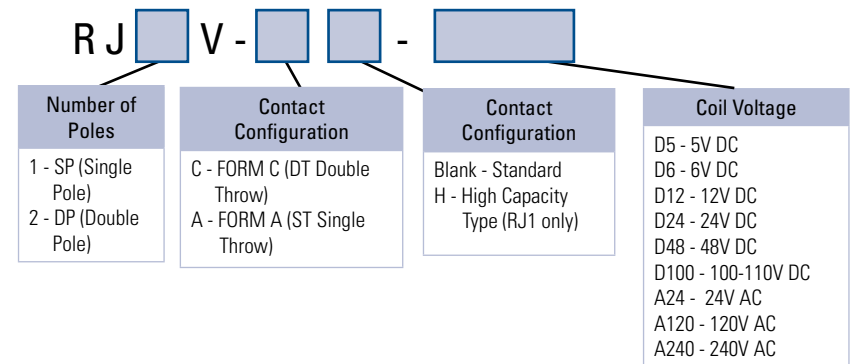 RJ V - -
Number of
Poles
1 - SP (Single
Pole)
2 - DP (Double
Pole)
Contact
Configuration
C - FORM C (DT Double
Throw)
A - FORM A (ST Single
Throw)
Contact
Configuration
Blank - Standard
H - High Capacity
Type (RJ1 only)
Coil Voltage
D5 - 5V DC
D6 - 6V DC
D12 - 12V DC
D24 - 24V DC
D48 - 48V DC
D100 - 100-110V DC
A24 - 24V AC
A120 - 120V AC
A240 - 240V AC